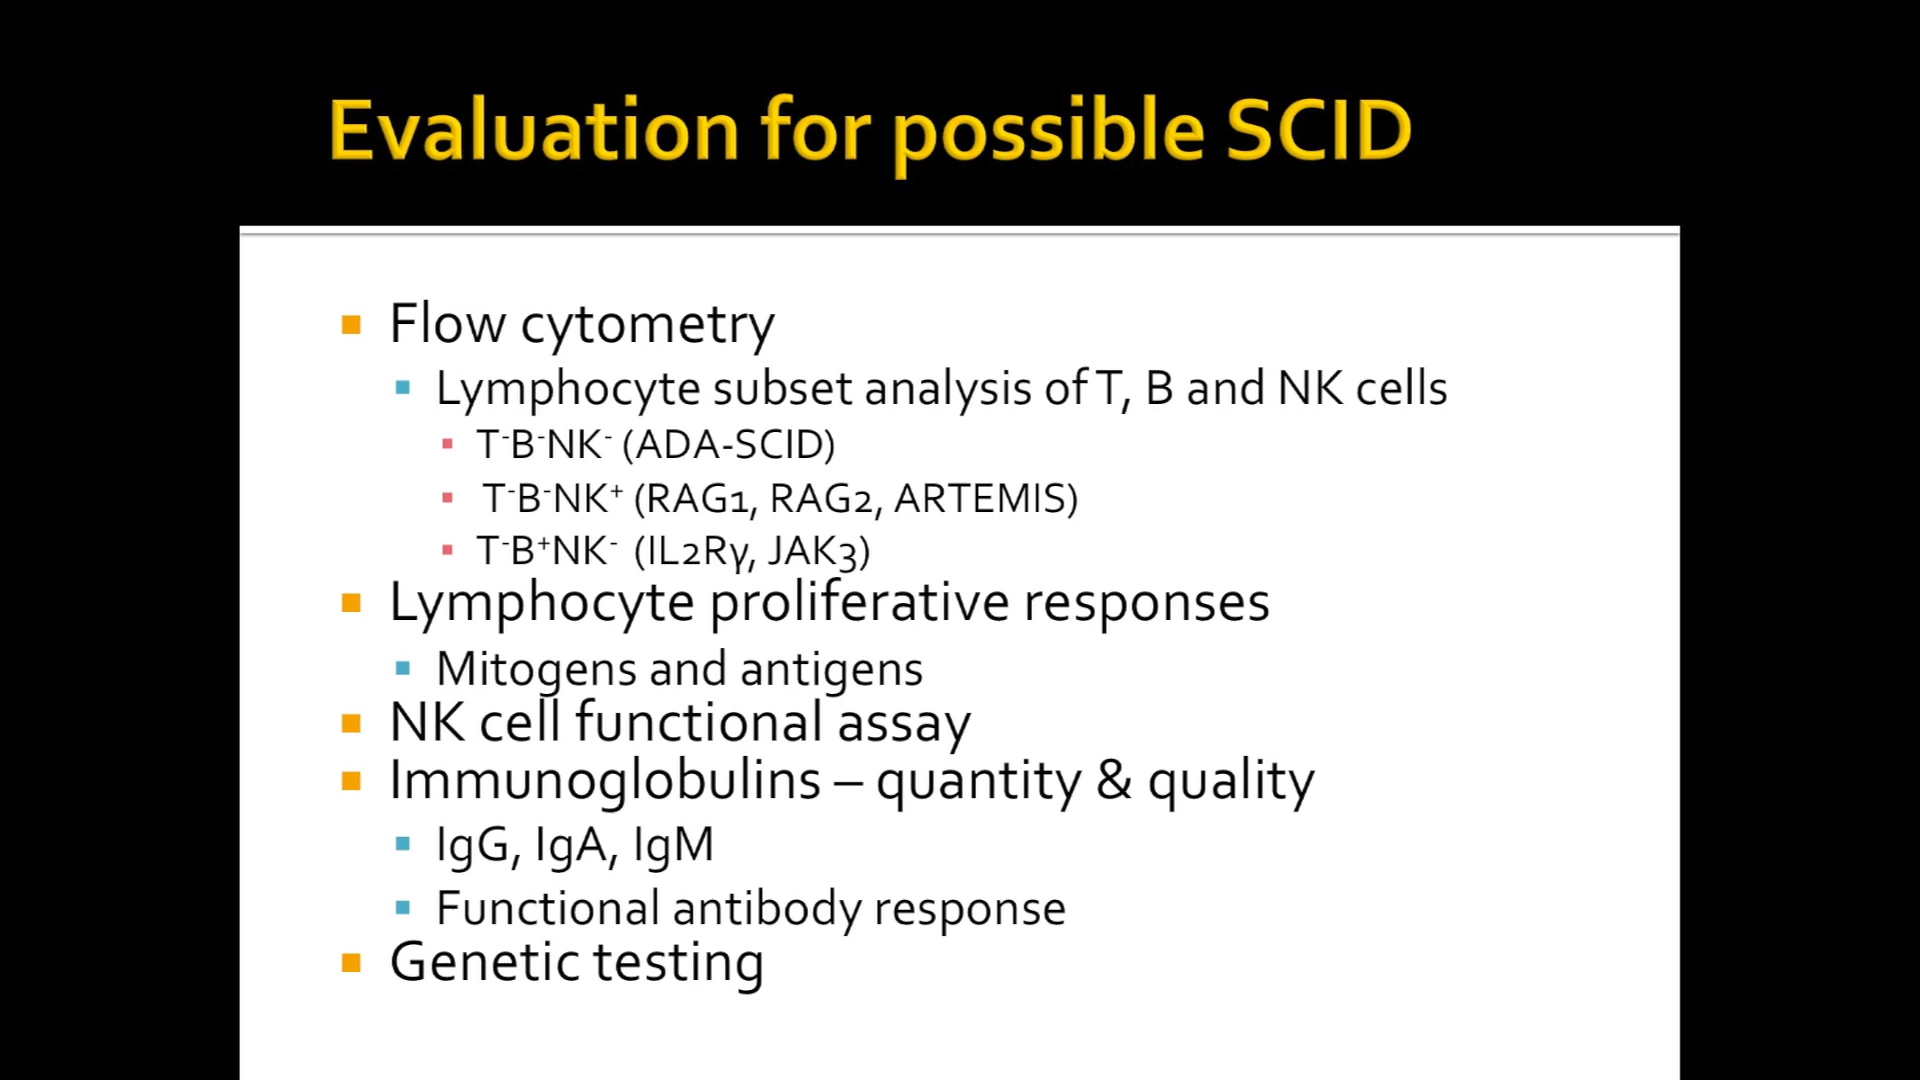 Evaluation for possible SCID
Flow cytometry
Lymphocyte subset analysis of T, B and NK cells
T⁻B⁻NK⁻ (ADA-SCID)
T⁻B⁻NK⁺ (RAG1, RAG2, ARTEMIS)
T⁻B⁺NK⁻ (IL2Rγ, JAK3)
Lymphocyte proliferative responses
Mitogens and antigens
NK cell functional assay
Immunoglobulins – quantity & quality
IgG, IgA, IgM
Functional antibody response
Genetic testing